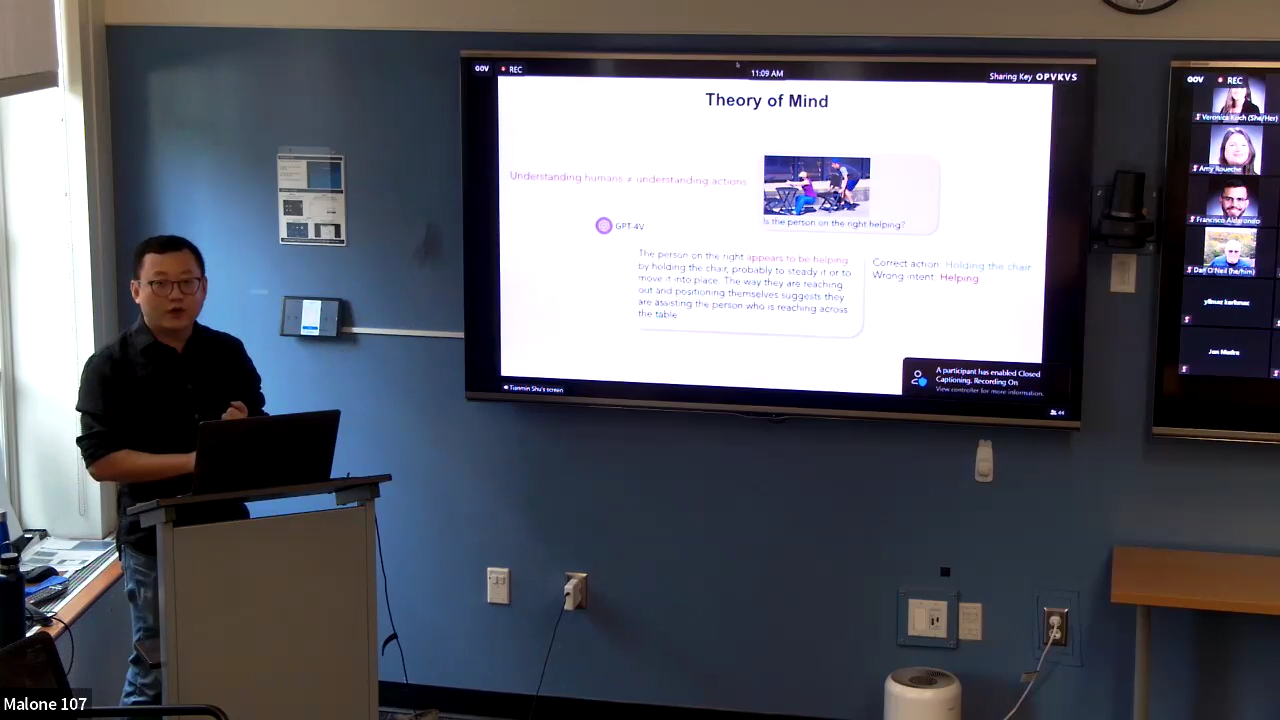 GOV REC
11:09 AM
Sharing Key OPVKVS
Theory of Mind
Understanding humans ≠ understanding actions
Is the person on the right helping?
GPT-4V
The person on the right appears to be helping
by holding the chair, probably to steady it or to
move it into place. The way they are reaching
out and positioning themselves suggests they
are assisting the person who is reaching across
the table
Correct action: Holding the chair
Wrong intent: Helping
A participant has enabled Closed
Captioning, Recording On
View controller for more information.
Tianmin Shu's screen
44
GOV REC
Veronica Koch (She/Her)
Amy Rouechе
Francisco
Dan O'Neil (he/him)
yilmaz korkmaz
Malone 107